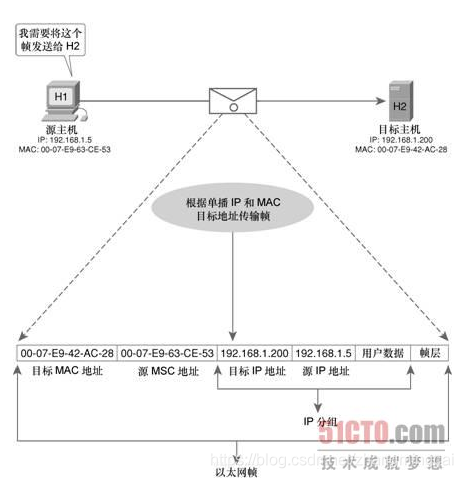 我需要将这个
帧发送给 H2
H1
H2
源主机
IP: 192.168.1.5
MAC: 00-07-E9-63-CE-53
目标主机
IP: 192.168.1.200
MAC: 00-07-E9-42-AC-28
根据单播 IP 和 MAC
目标地址传输帧
00-07-E9-42-AC-28 00-07-E9-63-CE-53 192.168.1.200 192.168.1.5 用户数据 帧层
目标 MAC 地址 源 MSC 地址 目标 IP 地址 源 IP 地址
IP 分组
51CTO.com
技术成就梦想
以太网帧